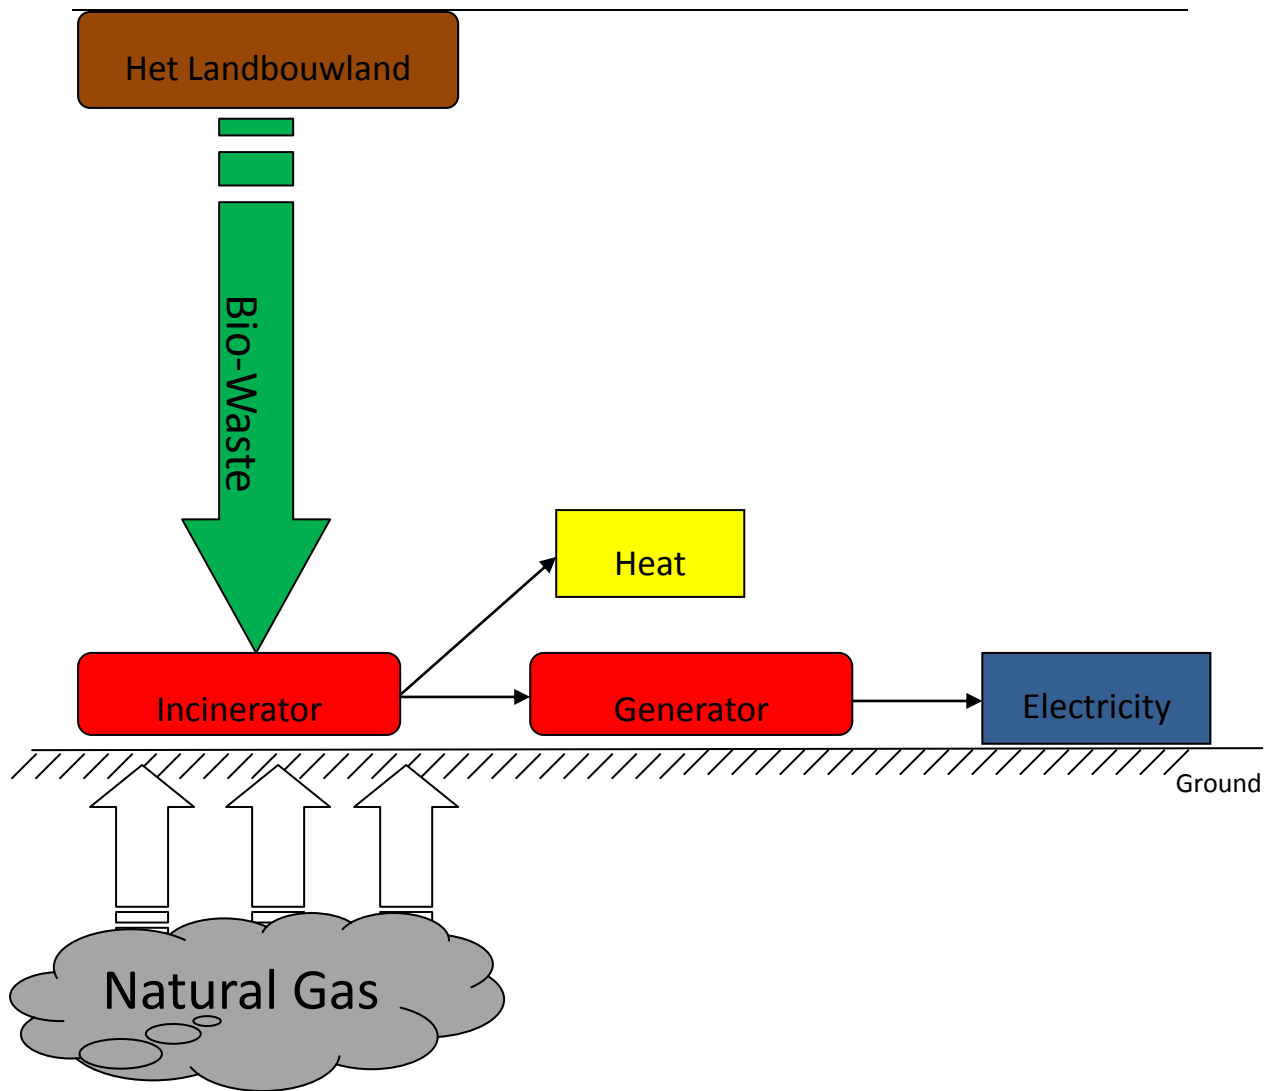 Het Landbouwland
Bio-Waste
Heat
Incinerator
Generator
Electricity
Ground
Natural Gas